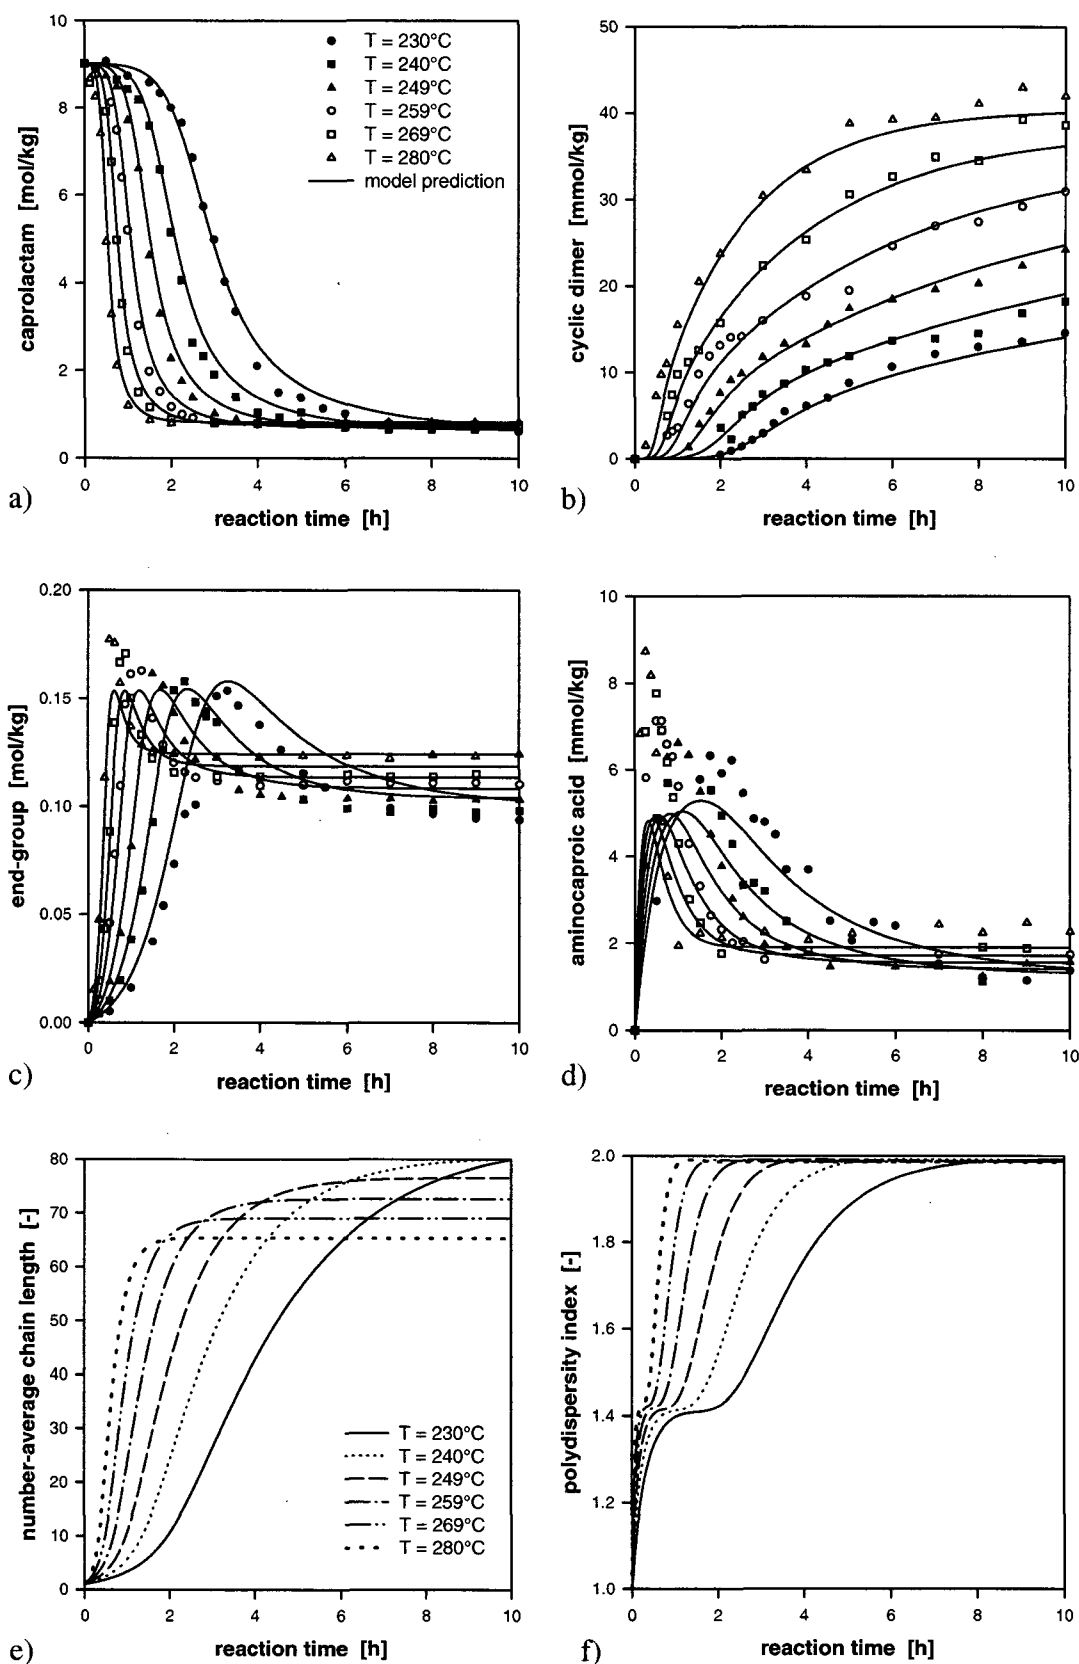 10
8
6
4
2
0
caprolactam [mol/kg]
T = 230°C
T = 240°C
T = 249°C
T = 259°C
T = 269°C
T = 280°C
model prediction
0 2 4 6 8 10
reaction time [h]
a)
50
40
30
20
10
0
cyclic dimer [mmol/kg]
0 2 4 6 8 10
reaction time [h]
b)
0.20
0.15
0.10
0.05
0.00
end-group [mol/kg]
0 2 4 6 8 10
reaction time [h]
c)
10
8
6
4
2
0
aminocaproic acid [mmol/kg]
0 2 4 6 8 10
reaction time [h]
d)
80
70
60
50
40
30
20
10
0
number-average chain length [-]
T = 230°C
T = 240°C
T = 249°C
T = 259°C
T = 269°C
T = 280°C
0 2 4 6 8 10
reaction time [h]
e)
2.0
1.8
1.6
1.4
1.2
1.0
polydispersity index [-]
0 2 4 6 8 10
reaction time [h]
f)